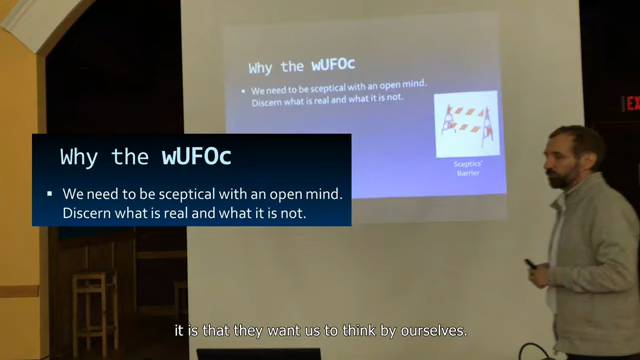 Why the wUFOc
▪ We need to be sceptical with an open mind.
Discern what is real and what it is not.
Sceptics'
Barrier
EX
Why the wUFOc
▪ We need to be sceptical with an open mind.
Discern what is real and what it is not.
it is that they want us to think by ourselves.